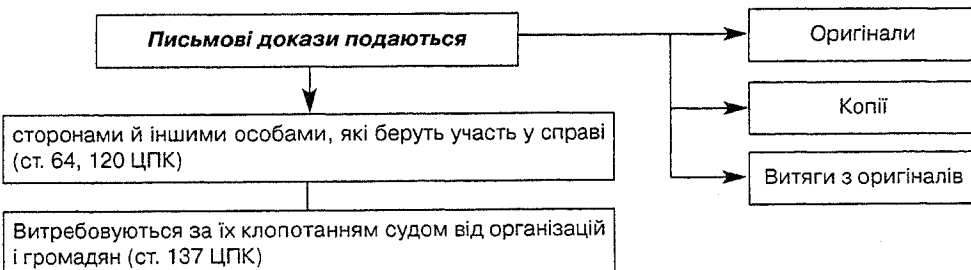 Письмові докази подаються
Оригінали
Копії
Витяги з оригіналів
сторонами й іншими особами, які беруть участь у справі
(ст. 64, 120 ЦПК)
Витребовуються за їх клопотанням судом від організацій
і громадян (ст. 137 ЦПК)